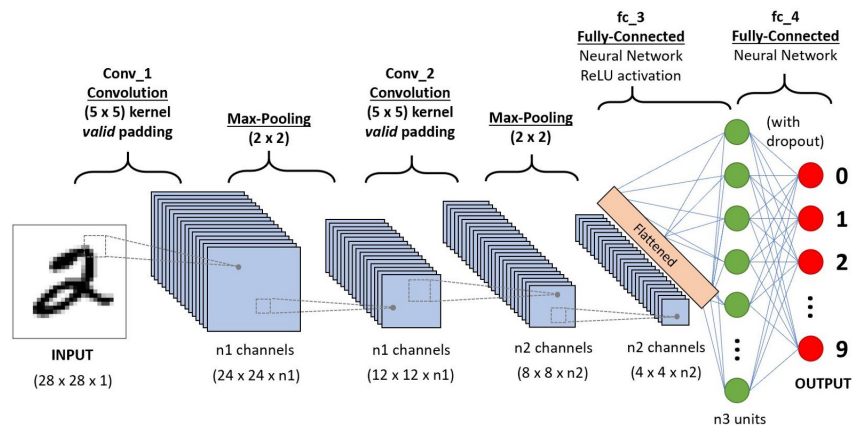 fc_3
Fully-Connected
Neural Network
ReLU activation
fc_4
Fully-Connected
Neural Network
Conv_1
Convolution
(5 x 5) kernel
valid padding
Max-Pooling
(2 x 2)
Conv_2
Convolution
(5 x 5) kernel
valid padding
Max-Pooling
(2 x 2)
(with
dropout)
2
Flattened
0
1
2
9
INPUT
(28 x 28 x 1)
n1 channels
(24 x 24 x n1)
n1 channels
(12 x 12 x n1)
n2 channels
(8 x 8 x n2)
n2 channels
(4 x 4 x n2)
OUTPUT
n3 units